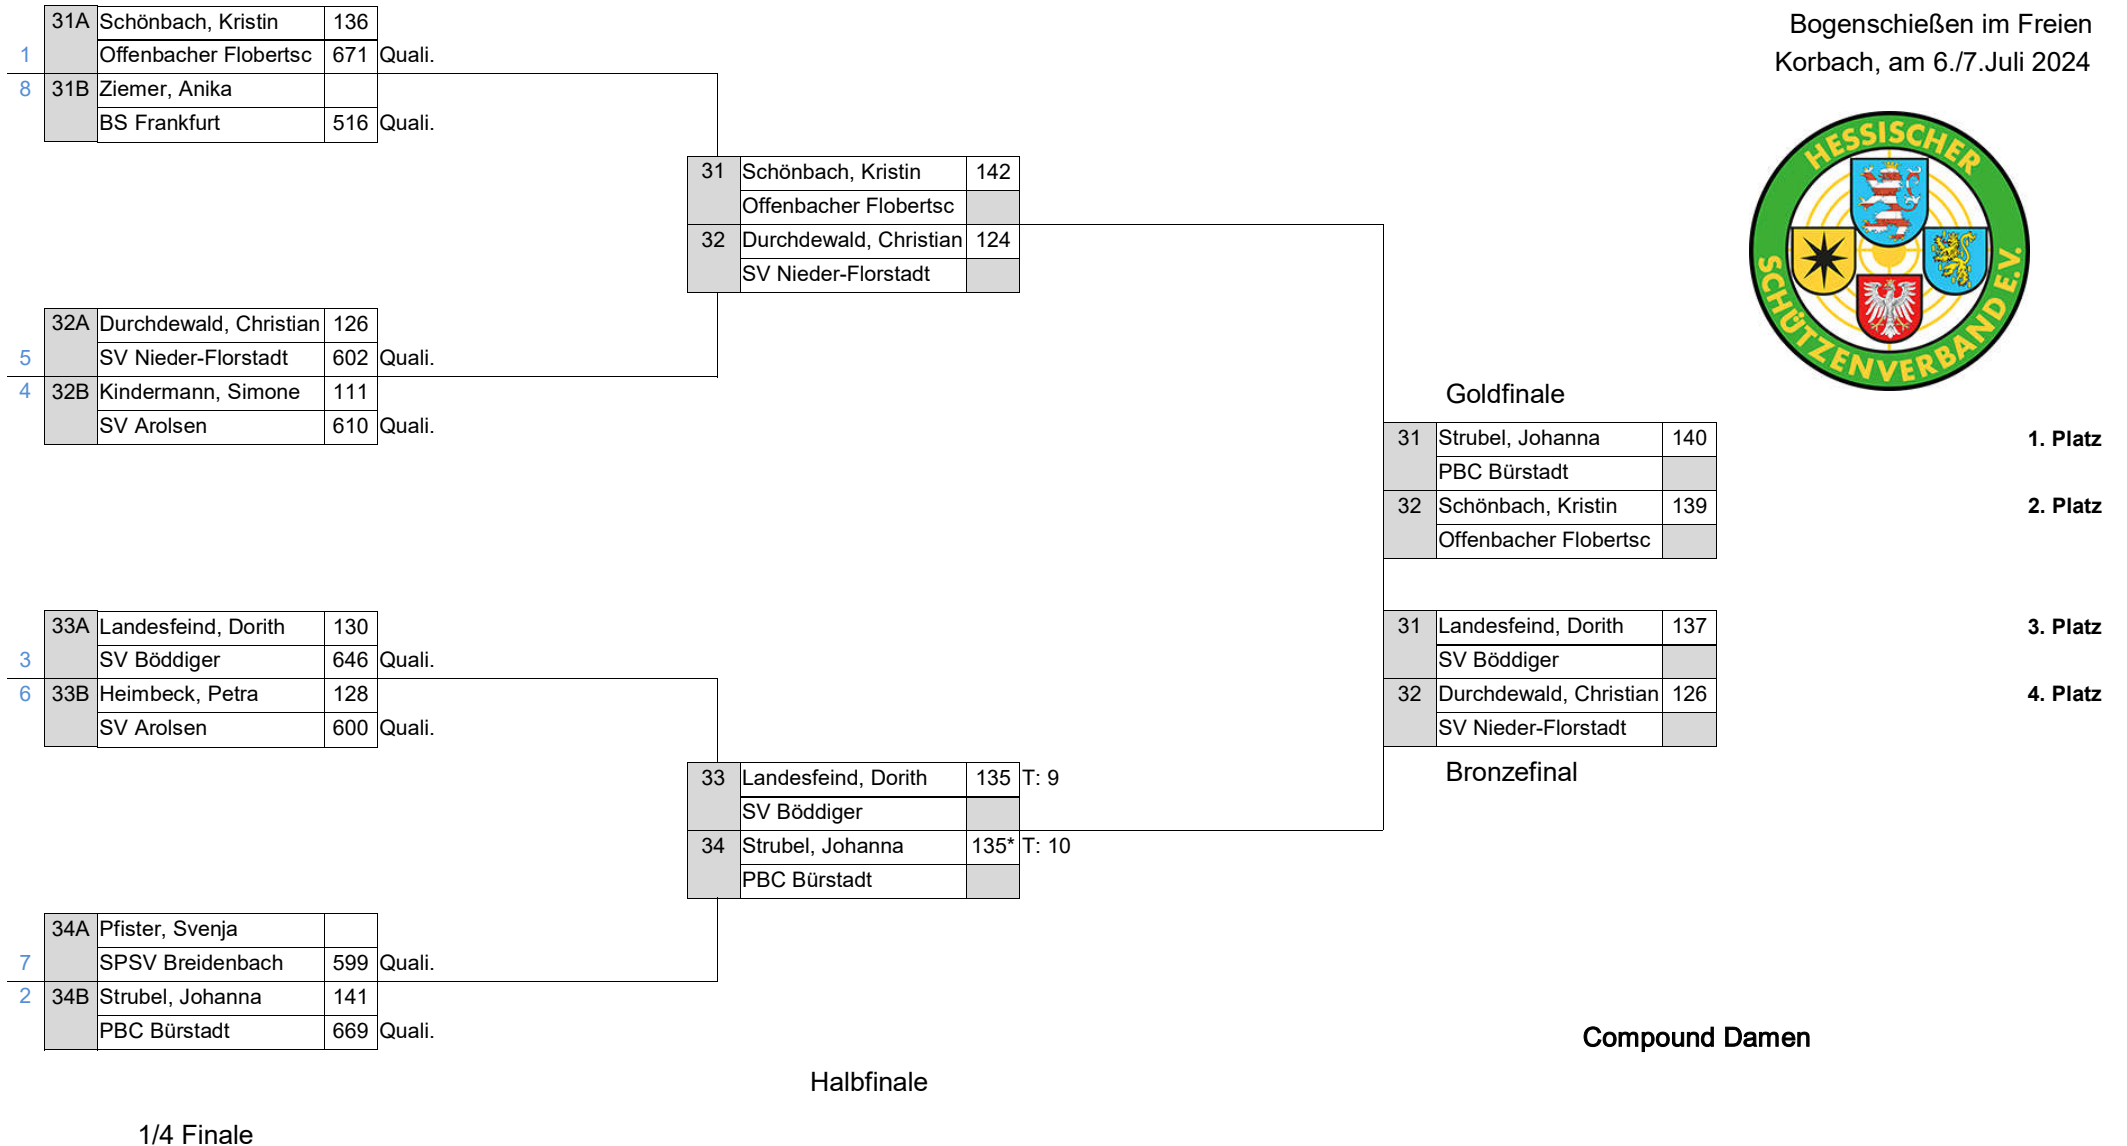 Bogenschießen im Freien
Korbach, am 6./7.Juli 2024
HESSISCHER
SCHÜTZENVERBAND E.V.
31A Schönbach, Kristin 136
1 Offenbacher Flobertsc 671 Quali.
8 31B Ziemer, Anika
BS Frankfurt 516 Quali.
31 Schönbach, Kristin 142
Offenbacher Flobertsc
32 Durchdewald, Christian 124
SV Nieder-Florstadt
32A Durchdewald, Christian 126
5 SV Nieder-Florstadt 602 Quali.
4 32B Kindermann, Simone 111
SV Arolsen 610 Quali.
Goldfinale
31 Strubel, Johanna 140 1. Platz
PBC Bürstadt
32 Schönbach, Kristin 139 2. Platz
Offenbacher Flobertsc
33A Landesfeind, Dorith 130
3 SV Böddiger 646 Quali.
6 33B Heimbeck, Petra 128
SV Arolsen 600 Quali.
31 Landesfeind, Dorith 137 3. Platz
SV Böddiger
32 Durchdewald, Christian 126 4. Platz
SV Nieder-Florstadt
Bronzefinal
33 Landesfeind, Dorith 135 T: 9
SV Böddiger
34 Strubel, Johanna 135* T: 10
PBC Bürstadt
34A Pfister, Svenja
7 SPSV Breidenbach 599 Quali.
2 34B Strubel, Johanna 141
PBC Bürstadt 669 Quali.
Compound Damen
Halbfinale
1/4 Finale